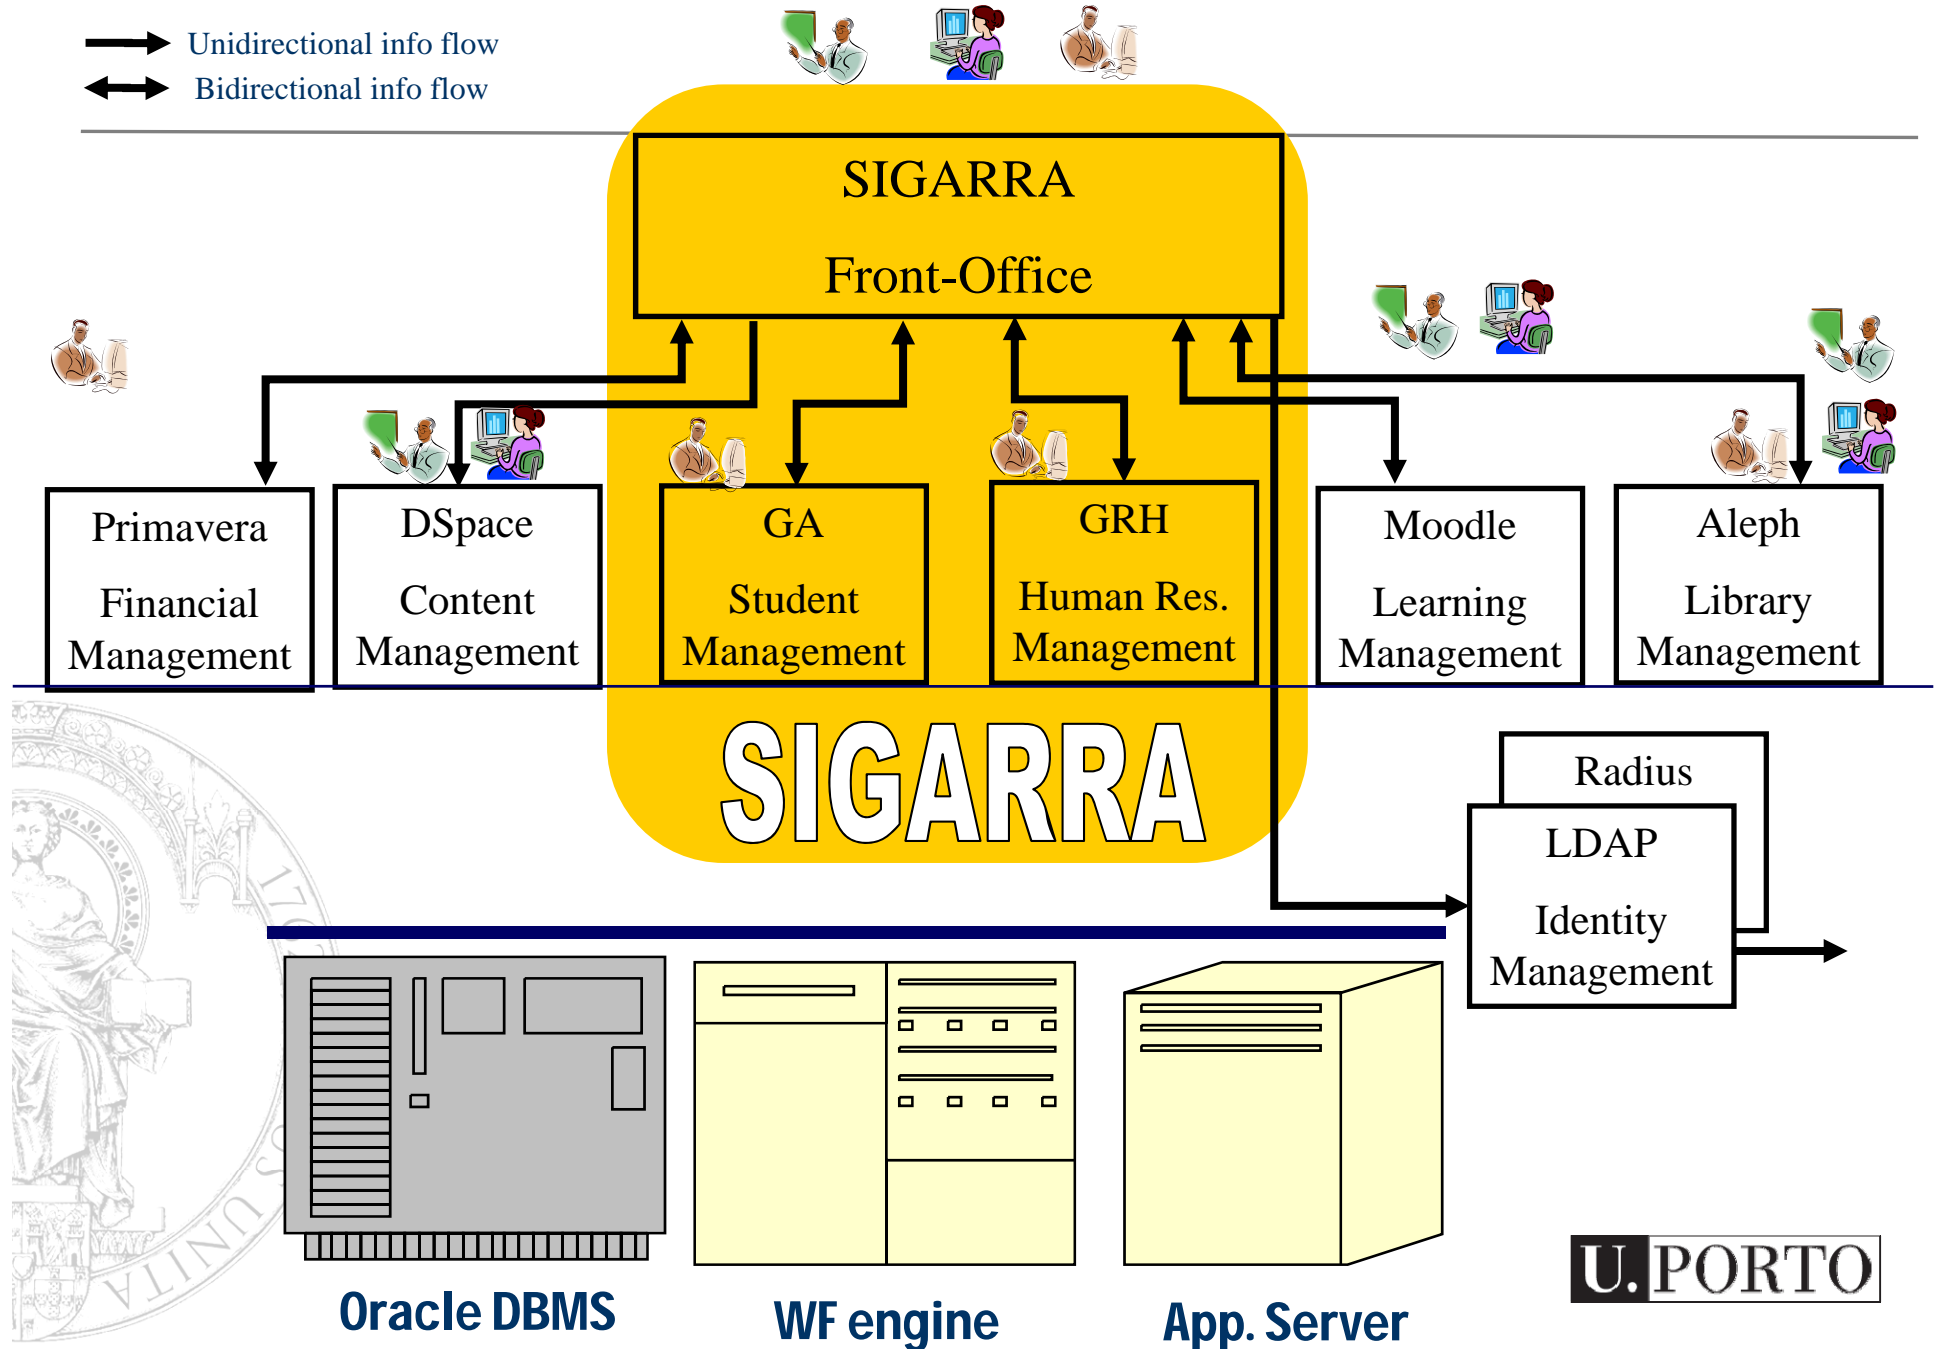 Unidirectional info flow
Bidirectional info flow
SIGARRA
Front-Office
Primavera
Financial
Management
DSpace
Content
Management
GA
Student
Management
GRH
Human Res.
Management
Moodle
Learning
Management
Aleph
Library
Management
SIGARRA
Radius
LDAP
Identity
Management
Oracle DBMS
WF engine
App. Server
U.PORTO